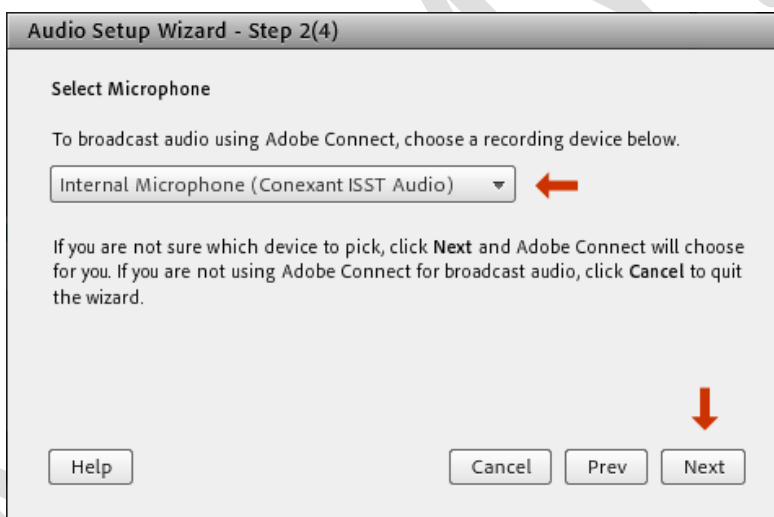 Audio Setup Wizard - Step 2(4)
Select Microphone
To broadcast audio using Adobe Connect, choose a recording device below.
Internal Microphone (Conexant ISST Audio)
If you are not sure which device to pick, click Next and Adobe Connect will choose
for you. If you are not using Adobe Connect for broadcast audio, click Cancel to quit
the wizard.
Help Cancel Prev Next